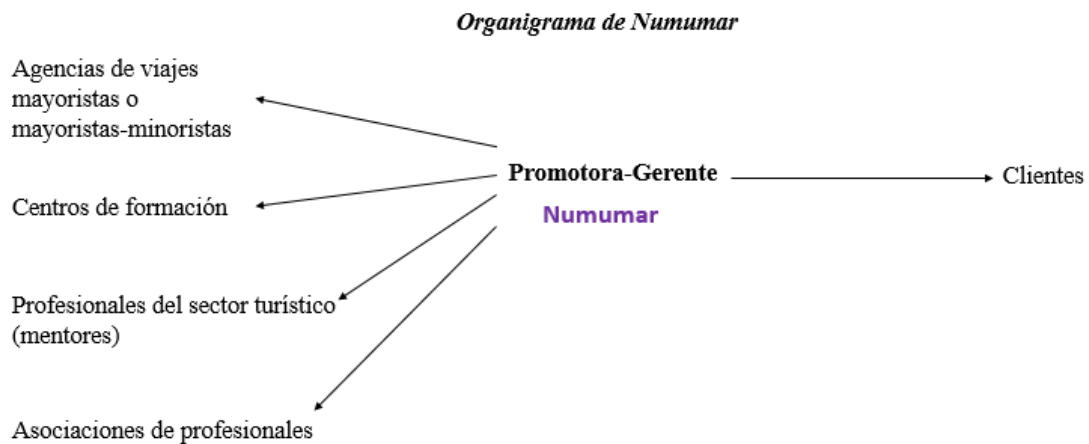 Organigrama de Numumar
Agencias de viajes
mayoristas o
mayoristas-minoristas
Promotora-Gerente
Clientes
Numumar
Centros de formación
Profesionales del sector turístico
(mentores)
Asociaciones de profesionales